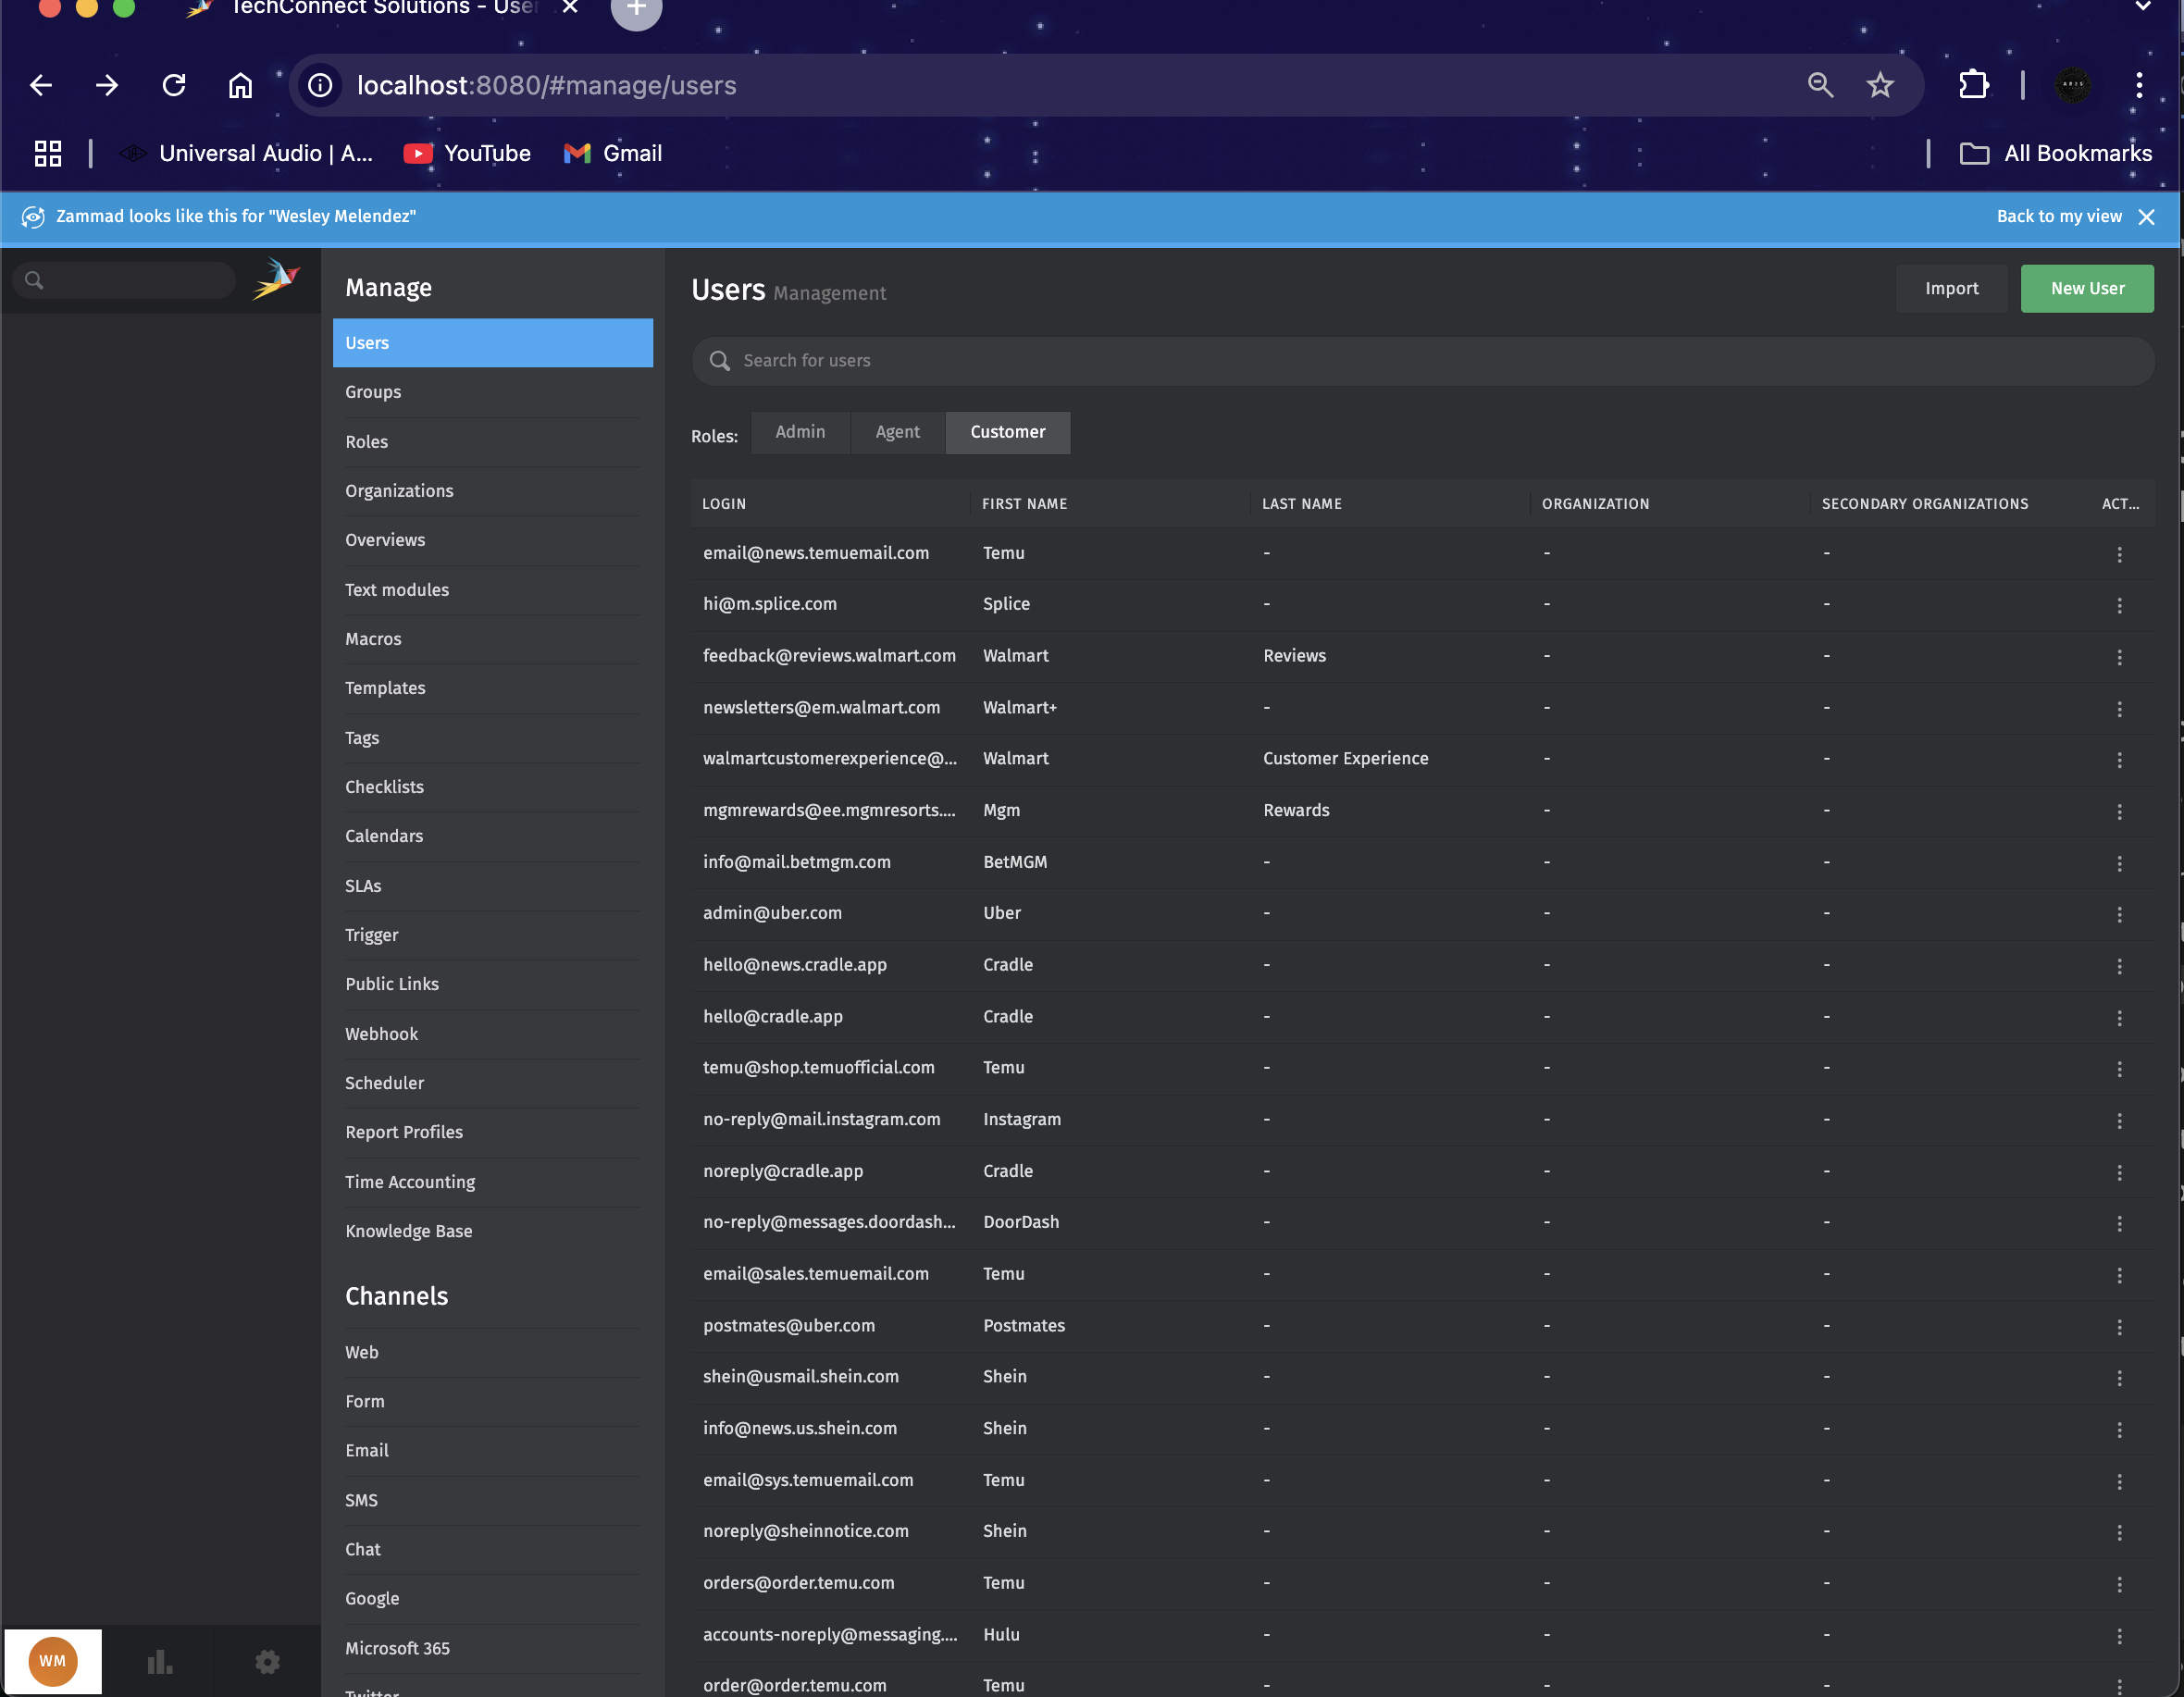 TechConnect Solutions - User
localhost:8080/#manage/users
Universal Audio | A...
YouTube
Gmail
All Bookmarks
Zammad looks like this for "Wesley Melendez"
Back to my view
Manage
Users
Groups
Roles
Organizations
Overviews
Text modules
Macros
Templates
Tags
Checklists
Calendars
SLAs
Trigger
Public Links
Webhook
Scheduler
Report Profiles
Time Accounting
Knowledge Base
Channels
Web
Form
Email
SMS
Chat
Google
Microsoft 365
Twitter
WM
Users Management
Import
New User
Search for users
Roles: Admin Agent Customer
LOGIN FIRST NAME LAST NAME ORGANIZATION SECONDARY ORGANIZATIONS ACT...
email@news.temuemail.com Temu - - -
hi@m.splice.com Splice - - -
feedback@reviews.walmart.com Walmart Reviews - -
newsletters@em.walmart.com Walmart+ - - -
walmartcustomerexperience@... Walmart Customer Experience - -
mgmrewards@ee.mgmresorts.... Mgm Rewards - -
info@mail.betmgm.com BetMGM - - -
admin@uber.com Uber - - -
hello@news.cradle.app Cradle - - -
hello@cradle.app Cradle - - -
temu@shop.temuofficial.com Temu - - -
no-reply@mail.instagram.com Instagram - - -
noreply@cradle.app Cradle - - -
no-reply@messages.doordash... DoorDash - - -
email@sales.temuemail.com Temu - - -
postmates@uber.com Postmates - - -
shein@usmail.shein.com Shein - - -
info@news.us.shein.com Shein - - -
email@sys.temuemail.com Temu - - -
noreply@sheinnotice.com Shein - - -
orders@order.temu.com Temu - - -
accounts-noreply@messaging.... Hulu - - -
order@order.temu.com Temu - - -